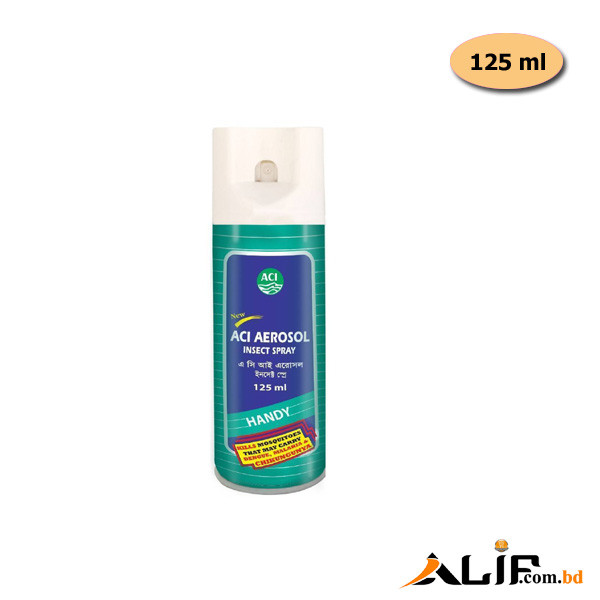 125 ml
ACI
New
ACI AEROSOL
INSECT SPRAY
এ সি আই এরোসল
ইনসেক্ট স্প্রে
125 ml
HANDY
KILLS MOSQUITOES
THAT MAY CARRY
DENGUE, MALARIA &
CHIKUNGUNYA
ALIF.com.bd